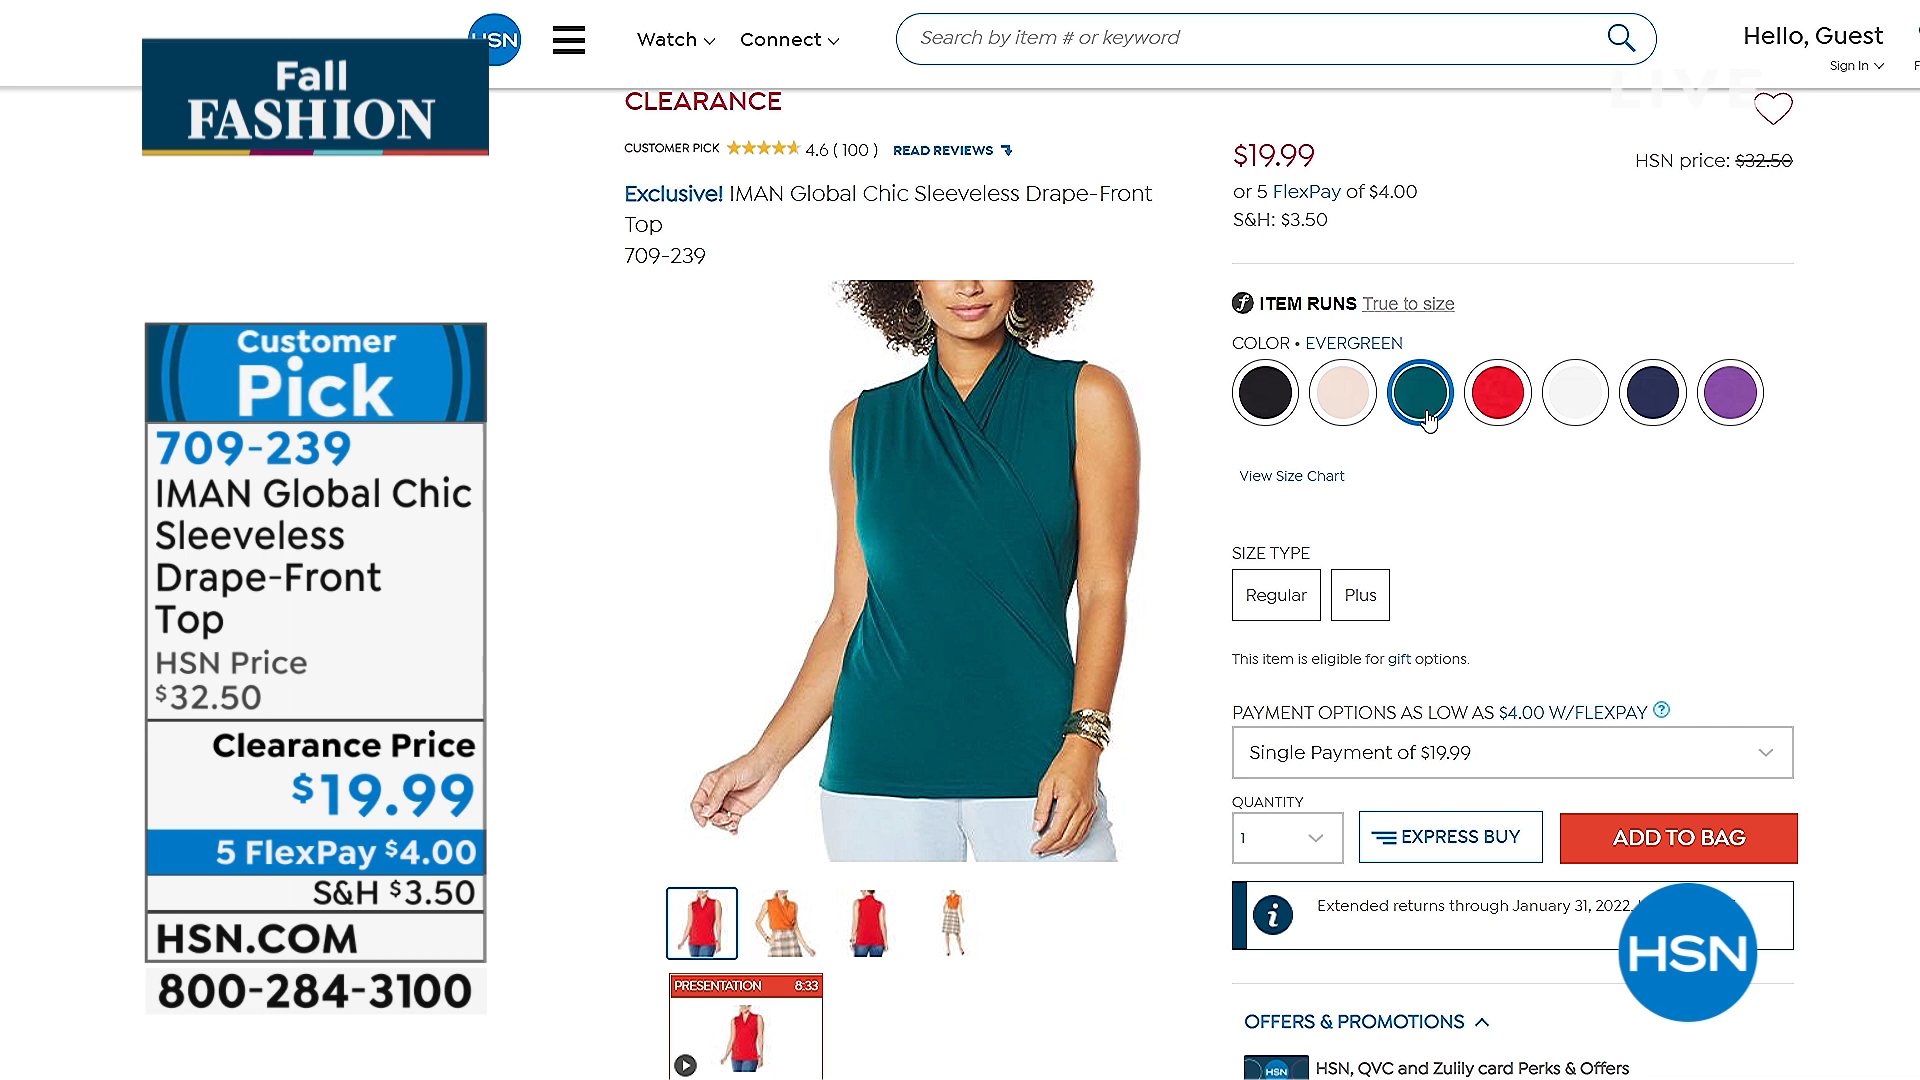 HSN
Watch
Connect
Search by item # or keyword
Hello, Guest
Sign In
LIVE
Fall
FASHION
CLEARANCE
CUSTOMER PICK 4.6 ( 100 ) READ REVIEWS
Exclusive! IMAN Global Chic Sleeveless Drape-Front
Top
709-239
$19.99
HSN price: $32.50
or 5 FlexPay of $4.00
S&H: $3.50
ITEM RUNS True to size
COLOR • EVERGREEN
View Size Chart
SIZE TYPE
Regular
Plus
This item is eligible for gift options.
PAYMENT OPTIONS AS LOW AS $4.00 W/FLEXPAY ?
Single Payment of $19.99
QUANTITY
1
EXPRESS BUY
ADD TO BAG
i
Extended returns through January 31, 2022.
HSN
OFFERS & PROMOTIONS
HSN
HSN, QVC and Zulily card Perks & Offers
PRESENTATION 8:33
Customer
Pick
709-239
IMAN Global Chic
Sleeveless
Drape-Front
Top
HSN Price
$32.50
Clearance Price
$19.99
5 FlexPay $4.00
S&H $3.50
HSN.COM
800-284-3100